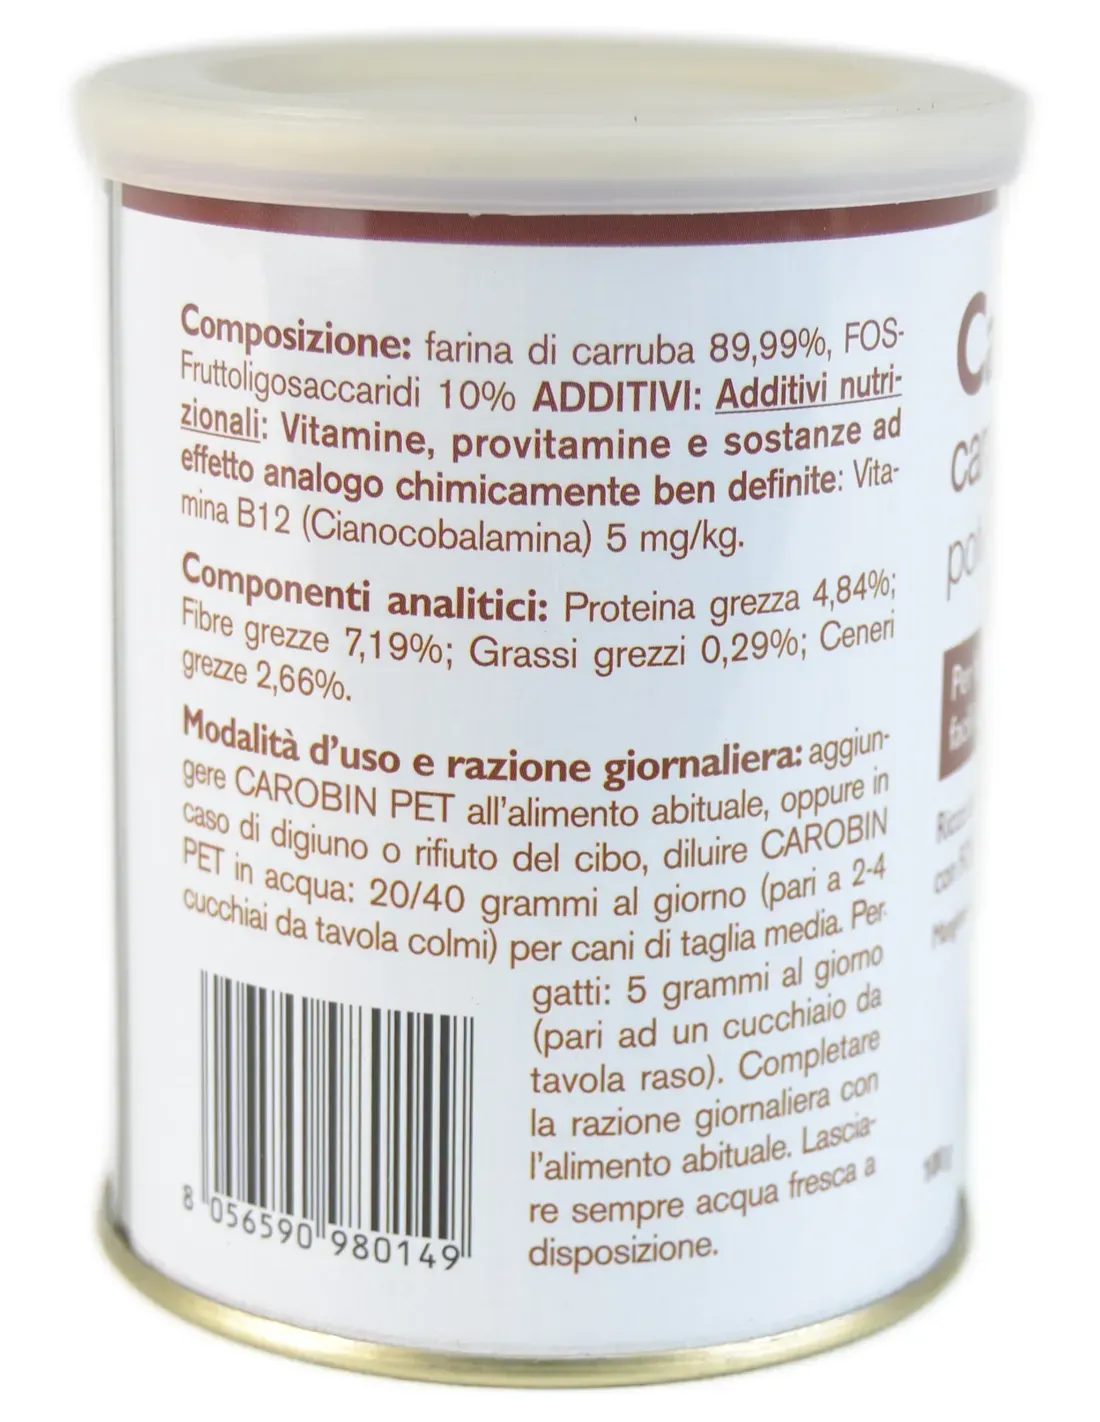 Composizione: farina di carruba 89,99%, FOS-
Fruttoligosaccaridi 10% ADDITIVI: Additivi nutri-
zionali: Vitamine, provitamine e sostanze ad
effetto analogo chimicamente ben definite: Vita-
mina B12 (Cianocobalamina) 5 mg/kg.
Componenti analitici: Proteina grezza 4,84%;
Fibre grezze 7,19%; Grassi grezzi 0,29%; Ceneri
grezze 2,66%.
Modalità d'uso e razione giornaliera: aggiun-
gere CAROBIN PET all'alimento abituale, oppure in
caso di digiuno o rifiuto del cibo, diluire CAROBIN
PET in acqua: 20/40 grammi al giorno (pari a 2-4
cucchiai da tavola colmi) per cani di taglia media. Per
gatti: 5 grammi al giorno
(pari ad un cucchiaio da
tavola raso). Completare
la razione giornaliera con
l'alimento abituale. Lascia-
re sempre acqua fresca a
disposizione.
8 056590 980149